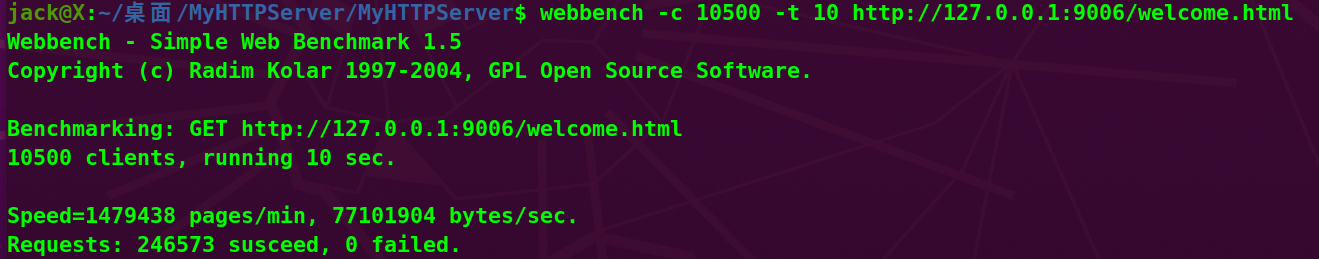 jack@X:~/桌面/MyHTTPServer/MyHTTPServer$ webbench -c 10500 -t 10 http://127.0.0.1:9006/welcome.html
Webbench - Simple Web Benchmark 1.5
Copyright (c) Radim Kolar 1997-2004, GPL Open Source Software.
Benchmarking: GET http://127.0.0.1:9006/welcome.html
10500 clients, running 10 sec.
Speed=1479438 pages/min, 77101904 bytes/sec.
Requests: 246573 susceed, 0 failed.